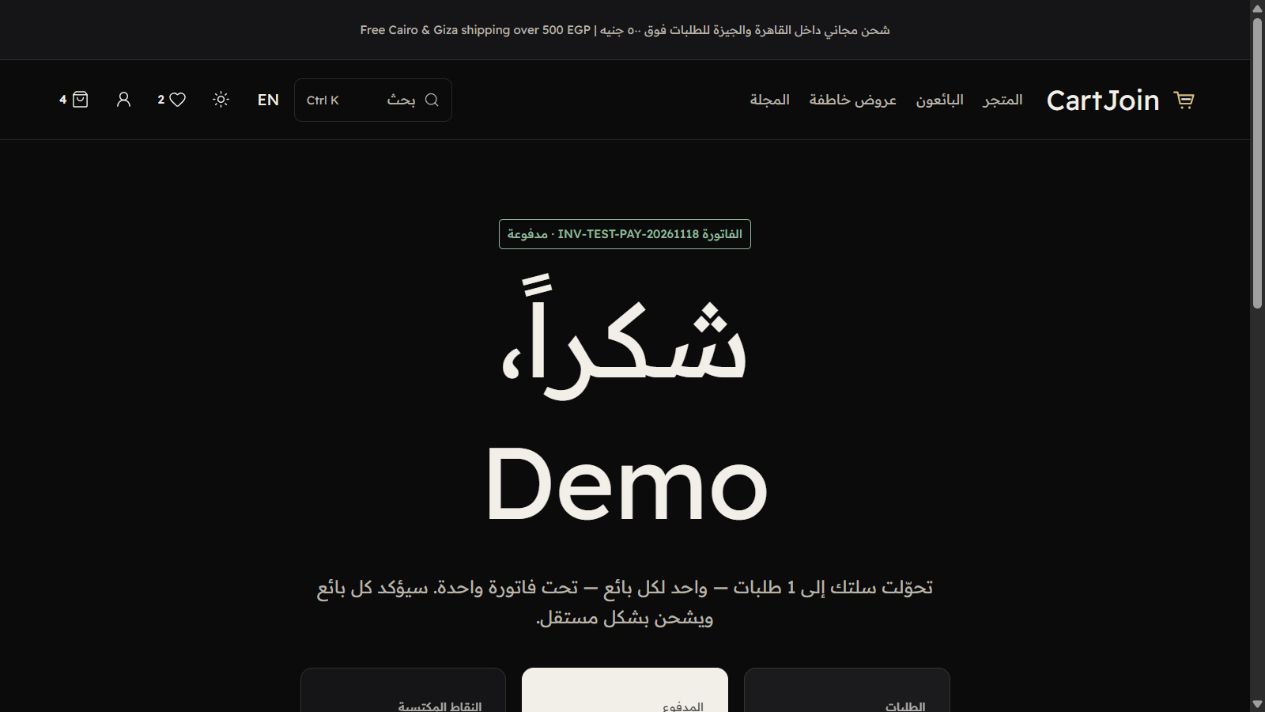 شحن مجاني داخل القاهرة والجيزة للطلبات فوق ٥٠٠ جنيه | Free Cairo & Giza shipping over 500 EGP
CartJoin
المتجر
البائعون
عروض خاطفة
المجلة
بحث
Ctrl K
EN
2
4
الفاتورة INV-TEST-PAY-20261118 · مدفوعة
شكراً،
Demo
تحوّلت سلتك إلى 1 طلبات — واحد لكل بائع — تحت فاتورة واحدة. سيؤكد كل بائع
ويشحن بشكل مستقل.
الطلبات
المدفوع
النقاط المكتسبة